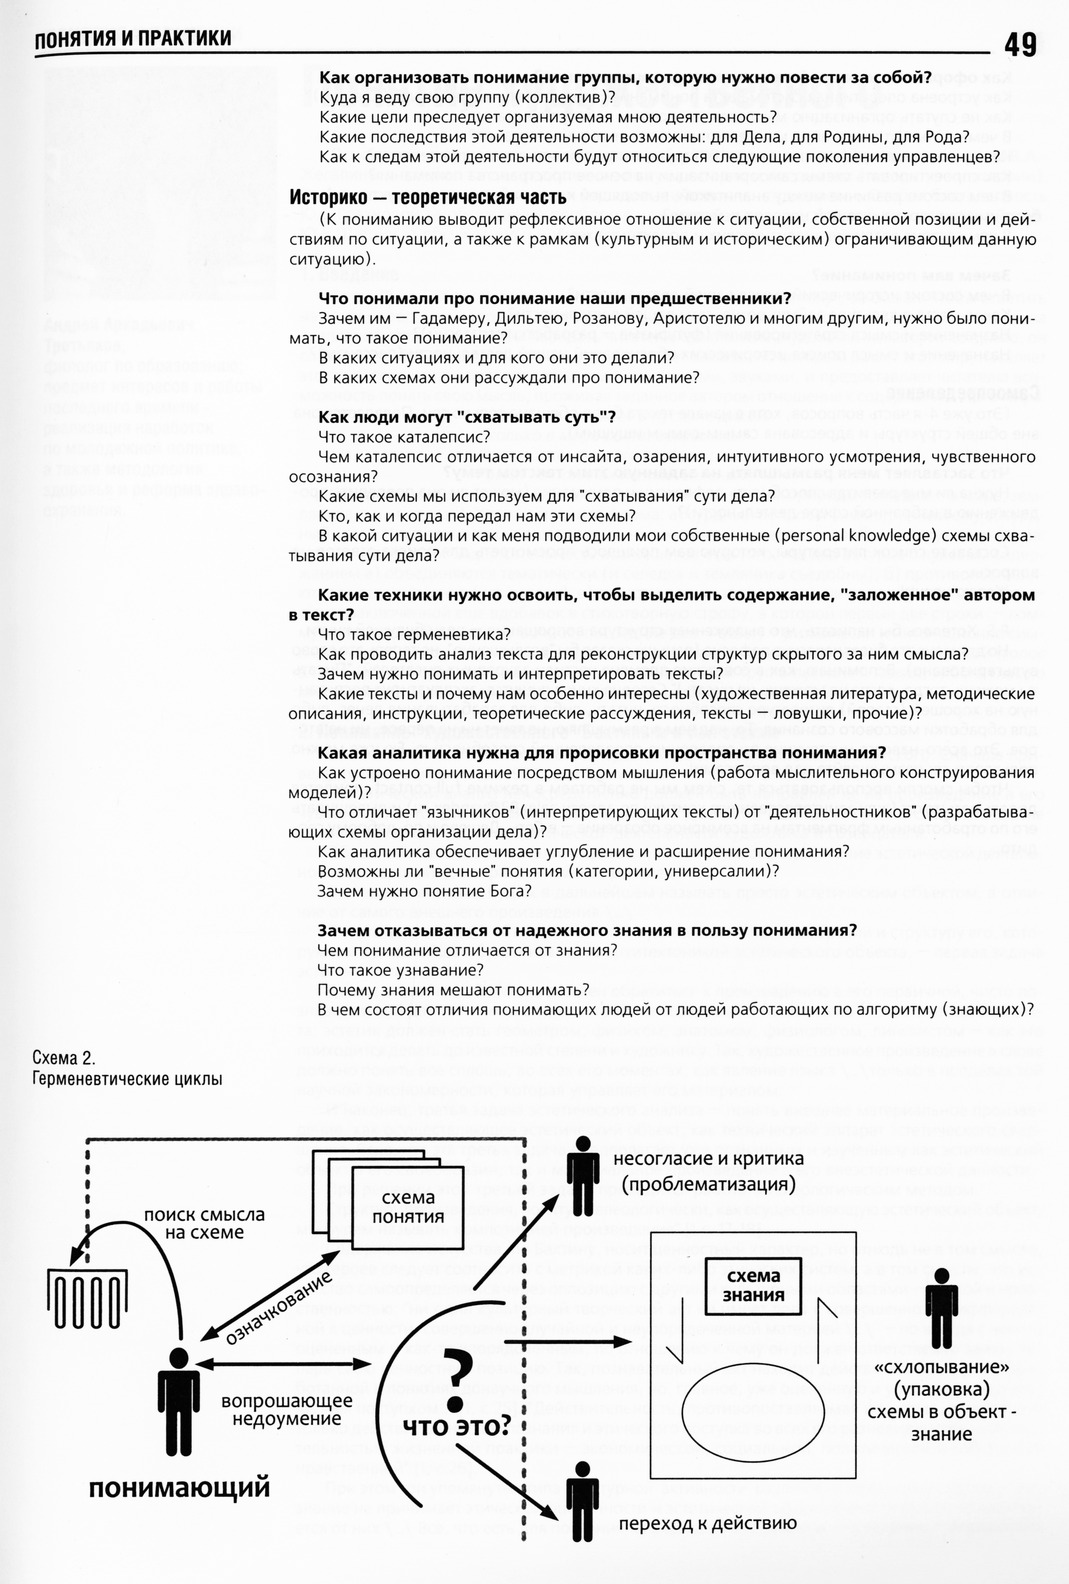 ПОНЯТИЯ И ПРАКТИКИ
49
Как организовать понимание группы, которую нужно повести за собой?
Куда я веду свою группу (коллектив)?
Какие цели преследует организуемая мною деятельность?
Какие последствия этой деятельности возможны: для Дела, для Родины, для Рода?
Как к следам этой деятельности будут относиться следующие поколения управленцев?
Историко — теоретическая часть
(К пониманию выводит рефлексивное отношение к ситуации, собственной позиции и дей-
ствиям по ситуации, а также к рамкам (культурным и историческим) ограничивающим данную
ситуацию).
Что понимали про понимание наши предшественники?
Зачем им — Гадамеру, Дильтею, Розанову, Аристотелю и многим другим, нужно было пони-
мать, что такое понимание?
В каких ситуациях и для кого они это делали?
В каких схемах они рассуждали про понимание?
Как люди могут "схватывать суть"?
Что такое каталепсис?
Чем каталепсис отличается от инсайта, озарения, интуитивного усмотрения, чувственного
осознания?
Какие схемы мы используем для "схватывания" сути дела?
Кто, как и когда передал нам эти схемы?
В какой ситуации и как меня подводили мои собственные (personal knowledge) схемы схва-
тывания сути дела?
Какие техники нужно освоить, чтобы выделить содержание, "заложенное" автором
в текст?
Что такое герменевтика?
Как проводить анализ текста для реконструкции структур скрытого за ним смысла?
Зачем нужно понимать и интерпретировать тексты?
Какие тексты и почему нам особенно интересны (художественная литература, методические
описания, инструкции, теоретические рассуждения, тексты — ловушки, прочие)?
Какая аналитика нужна для прорисовки пространства понимания?
Как устроено понимание посредством мышления (работа мыслительного конструирования
моделей)?
Что отличает "язычников" (интерпретирующих тексты) от "деятельностников" (разрабатыва-
ющих схемы организации дела)?
Как аналитика обеспечивает углубление и расширение понимания?
Возможны ли "вечные" понятия (категории, универсалии)?
Зачем нужно понятие Бога?
Зачем отказываться от надежного знания в пользу понимания?
Чем понимание отличается от знания?
Что такое узнавание?
Почему знания мешают понимать?
В чем состоят отличия понимающих людей от людей работающих по алгоритму (знающих)?
Схема 2.
Герменевтические циклы
несогласие и критика
(проблематизация)
схема
понятия
поиск смысла
на схеме
означкование
схема
знания
«схлопывание»
(упаковка)
схемы в объект -
знание
вопрошающее
недоумение
?
что это?
понимающий
переход к действию